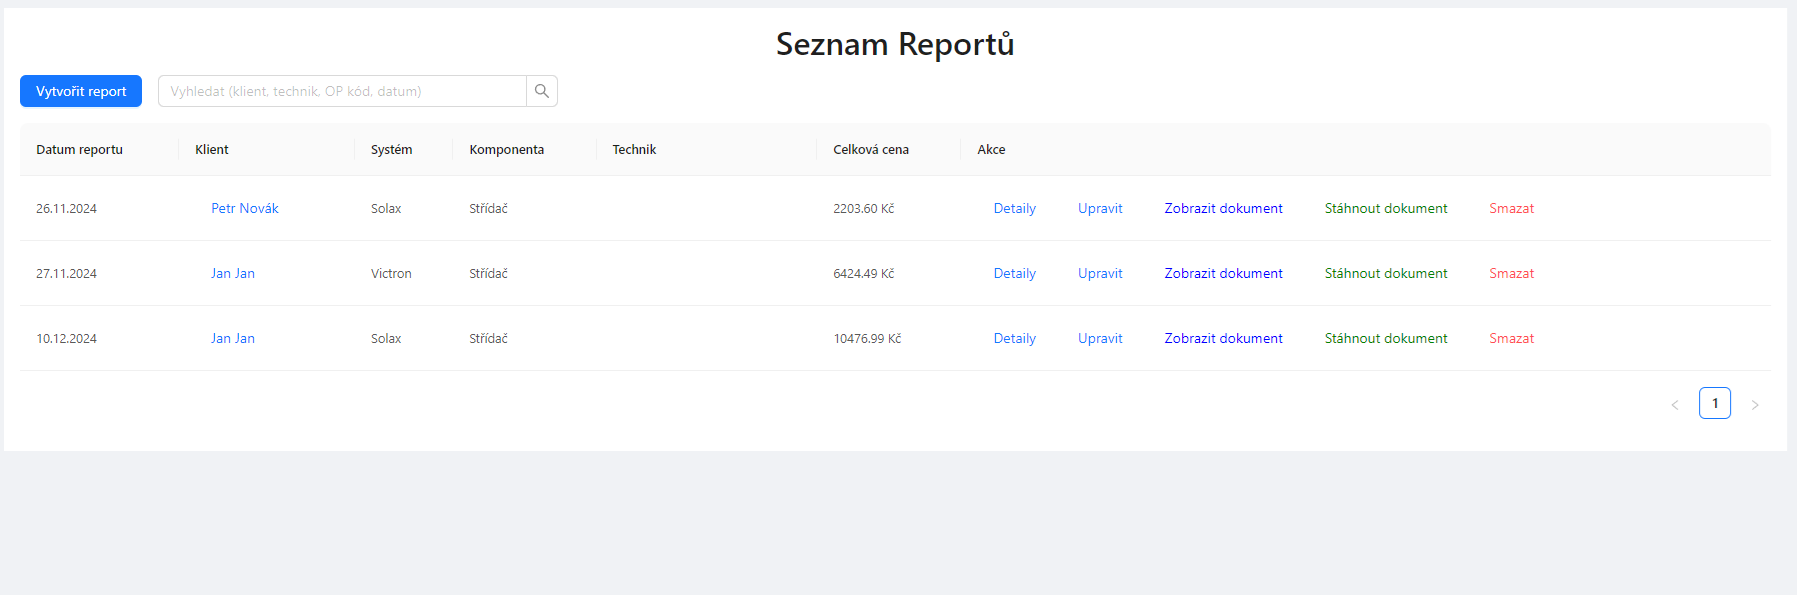 Seznam Reportů
Vytvořit report Vyhledat (klient, technik, OP kód, datum)
Datum reportu Klient Systém Komponenta Technik Celková cena Akce
26.11.2024 Petr Novák Solax Střídač 2203.60 Kč Detaily Upravit Zobrazit dokument Stáhnout dokument Smazat
27.11.2024 Jan Jan Victron Střídač 6424.49 Kč Detaily Upravit Zobrazit dokument Stáhnout dokument Smazat
10.12.2024 Jan Jan Solax Střídač 10476.99 Kč Detaily Upravit Zobrazit dokument Stáhnout dokument Smazat
< 1 >